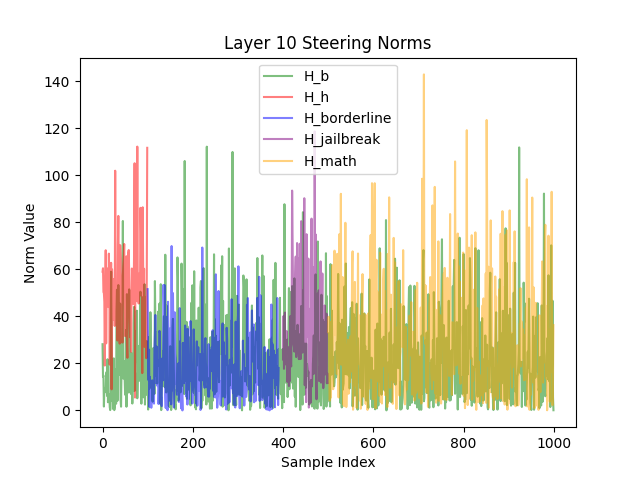 Layer 10 Steering Norms
H_b
H_h
H_borderline
H_jailbreak
H_math
Norm Value
140
120
100
80
60
40
20
0
0 200 400 600 800 1000
Sample Index